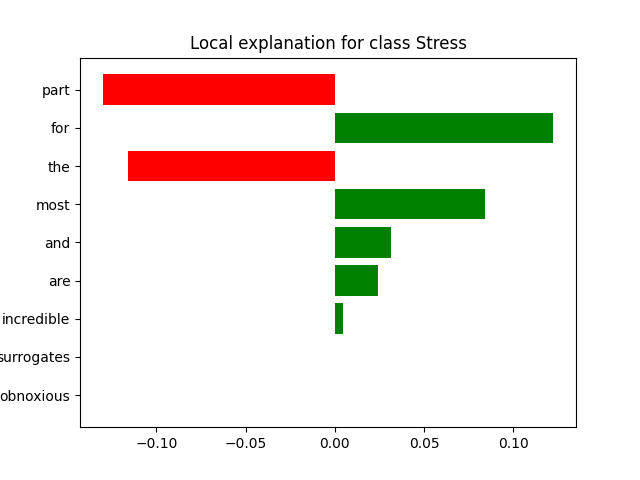 Local explanation for class Stress
part
for
the
most
and
are
incredible
surrogates
obnoxious
−0.10 −0.05 0.00 0.05 0.10